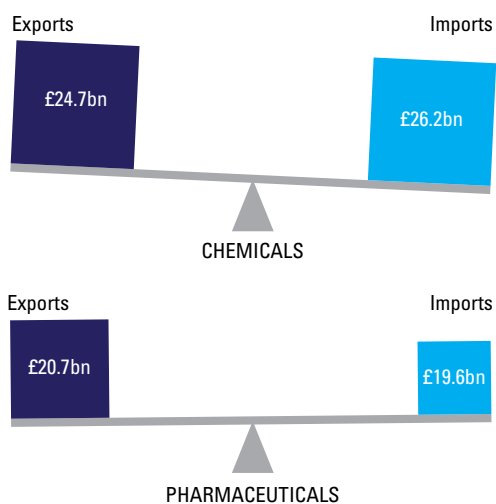 Exports
Imports
£24.7bn
£26.2bn
CHEMICALS
Exports
Imports
£20.7bn
£19.6bn
PHARMACEUTICALS